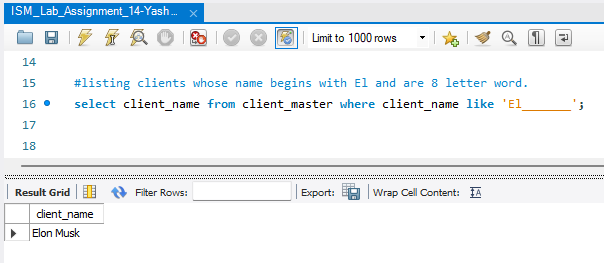 ISM_Lab_Assignment_14-Yash...
Limit to 1000 rows
14
15 #listing clients whose name begins with El and are 8 letter word.
16 select client_name from client_master where client_name like 'El_______';
17
18
Result Grid Filter Rows: Export: Wrap Cell Content:
client_name
Elon Musk